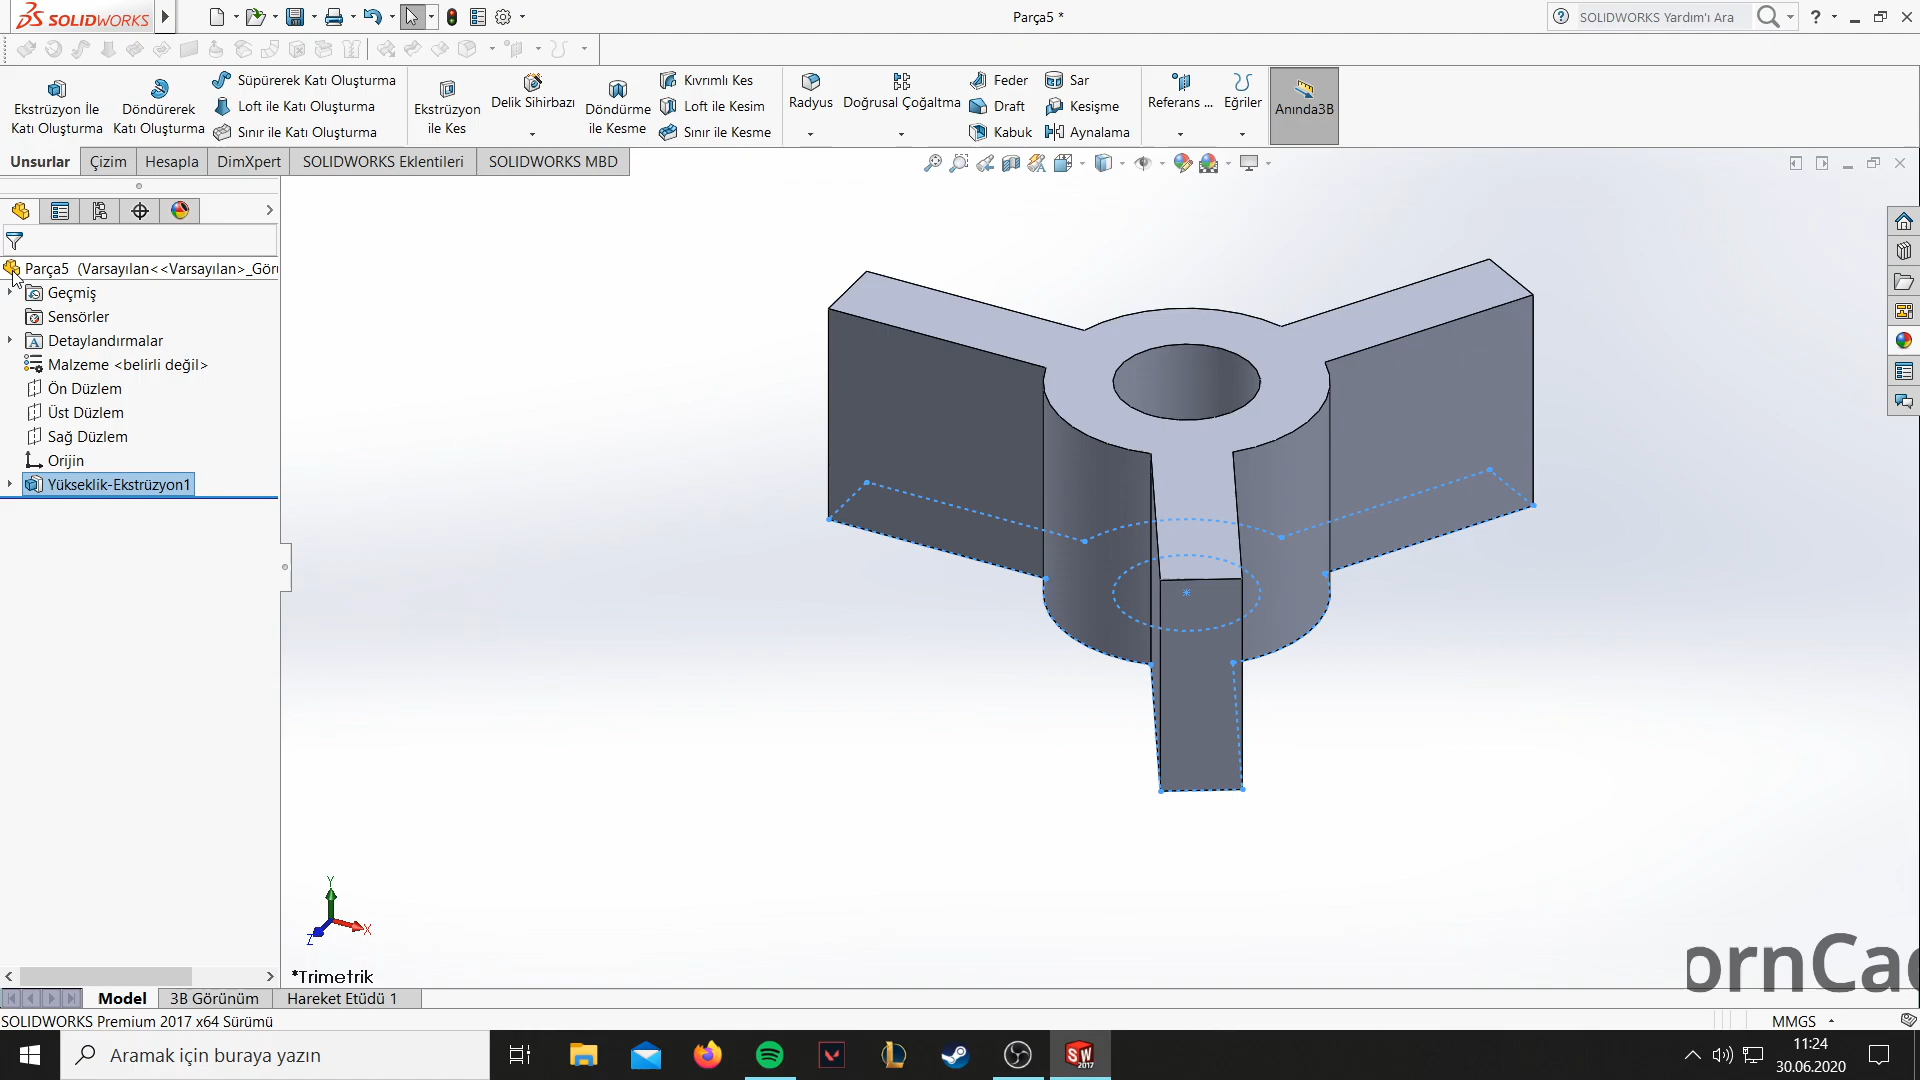 SOLIDWORKS
Parça5 *
SOLIDWORKS Yardım'ı Ara
?
Ekstrüzyon İle
Katı Oluşturma
Döndürerek
Katı Oluşturma
Süpürerek Katı Oluşturma
Loft ile Katı Oluşturma
Sınır ile Katı Oluşturma
Ekstrüzyon
ile Kes
Delik Sihirbazı
Döndürme
ile Kesme
Kıvrımlı Kes
Loft ile Kesim
Sınır ile Kesme
Radyus
Doğrusal Çoğaltma
Feder
Draft
Kabuk
Sar
Kesişme
Aynalama
Referans ...
Eğriler
Anında3B
Unsurlar
Çizim
Hesapla
DimXpert
SOLIDWORKS Eklentileri
SOLIDWORKS MBD
Parça5 (Varsayılan<<Varsayılan>_Görü
Geçmiş
Sensörler
Detaylandırmalar
Malzeme <belirli değil>
Ön Düzlem
Üst Düzlem
Sağ Düzlem
Orijin
Yükseklik-Ekstrüzyon1
Y
X
Z
*Trimetrik
ornCad
Model
3B Görünüm
Hareket Etüdü 1
SOLIDWORKS Premium 2017 x64 Sürümü
MMGS
Aramak için buraya yazın
SW
2017
11:24
30.06.2020